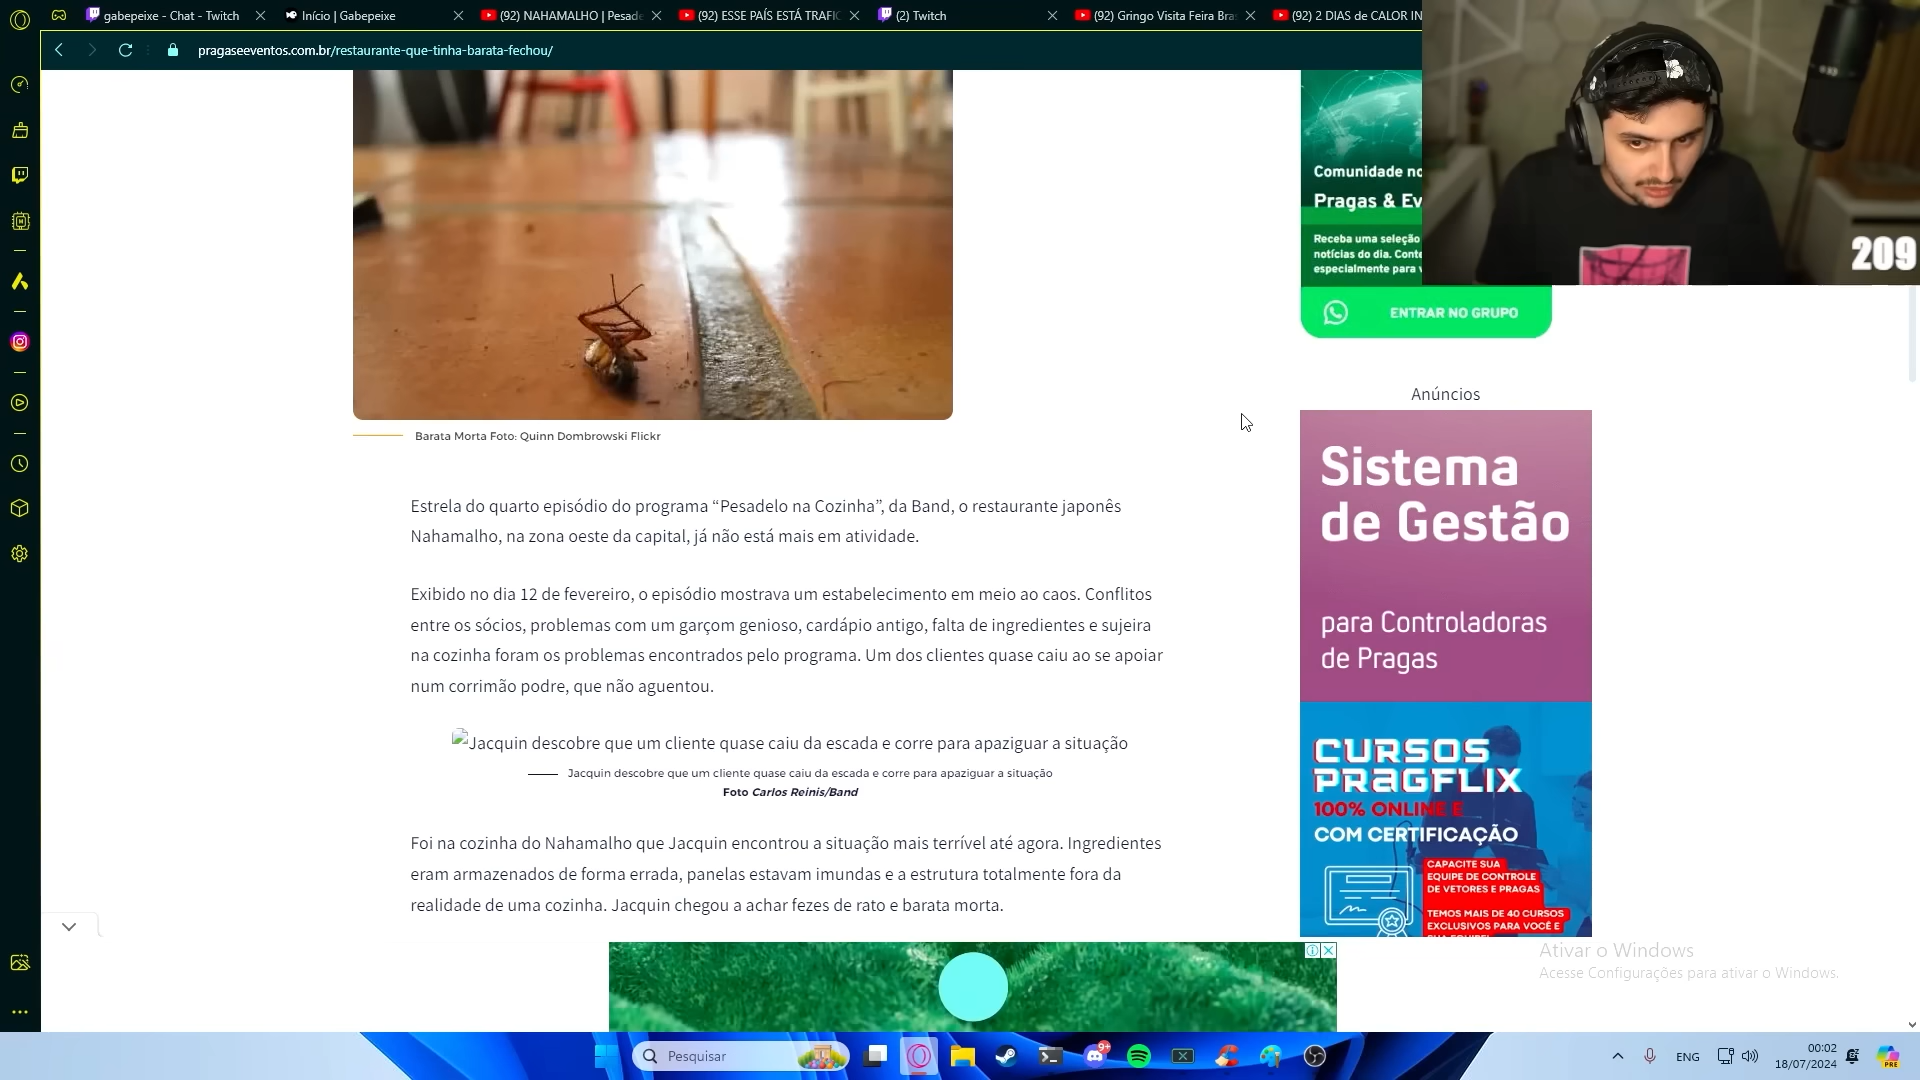 gabepeixe - Chat - Twitch
Início | Gabepeixe
(92) NAHAMALHO | Pesade
(92) ESSE PAÍS ESTÁ TRAFIC
(2) Twitch
(92) Gringo Visita Feira Bra
(92) 2 DIAS de CALOR IN
pragaseeventos.com.br/restaurante-que-tinha-barata-fechou/
209
Comunidade no
Pragas & Ev
Receba uma seleção
notícias do dia. Conte
especialmente para v
ENTRAR NO GRUPO
Barata Morta Foto: Quinn Dombrowski Flickr
Estrela do quarto episódio do programa “Pesadelo na Cozinha”, da Band, o restaurante japonês
Nahamalho, na zona oeste da capital, já não está mais em atividade.
Exibido no dia 12 de fevereiro, o episódio mostrava um estabelecimento em meio ao caos. Conflitos
entre os sócios, problemas com um garçom genioso, cardápio antigo, falta de ingredientes e sujeira
na cozinha foram os problemas encontrados pelo programa. Um dos clientes quase caiu ao se apoiar
num corrimão podre, que não aguentou.
Jacquin descobre que um cliente quase caiu da escada e corre para apaziguar a situação
Jacquin descobre que um cliente quase caiu da escada e corre para apaziguar a situação
Foto Carlos Reinis/Band
Foi na cozinha do Nahamalho que Jacquin encontrou a situação mais terrível até agora. Ingredientes
eram armazenados de forma errada, panelas estavam imundas e a estrutura totalmente fora da
realidade de uma cozinha. Jacquin chegou a achar fezes de rato e barata morta.
Anúncios
Sistema
de Gestão
para Controladoras
de Pragas
CURSOS
PRAGFLIX
100% ONLINE E
COM CERTIFICAÇÃO
CAPACITE SUA
EQUIPE DE CONTROLE
DE VETORES E PRAGAS
TEMOS MAIS DE 40 CURSOS
EXCLUSIVOS PARA VOCÊ E
Ativar o Windows
Acesse Configurações para ativar o Windows.
Pesquisar
9+
ENG
00:02
18/07/2024
PRE